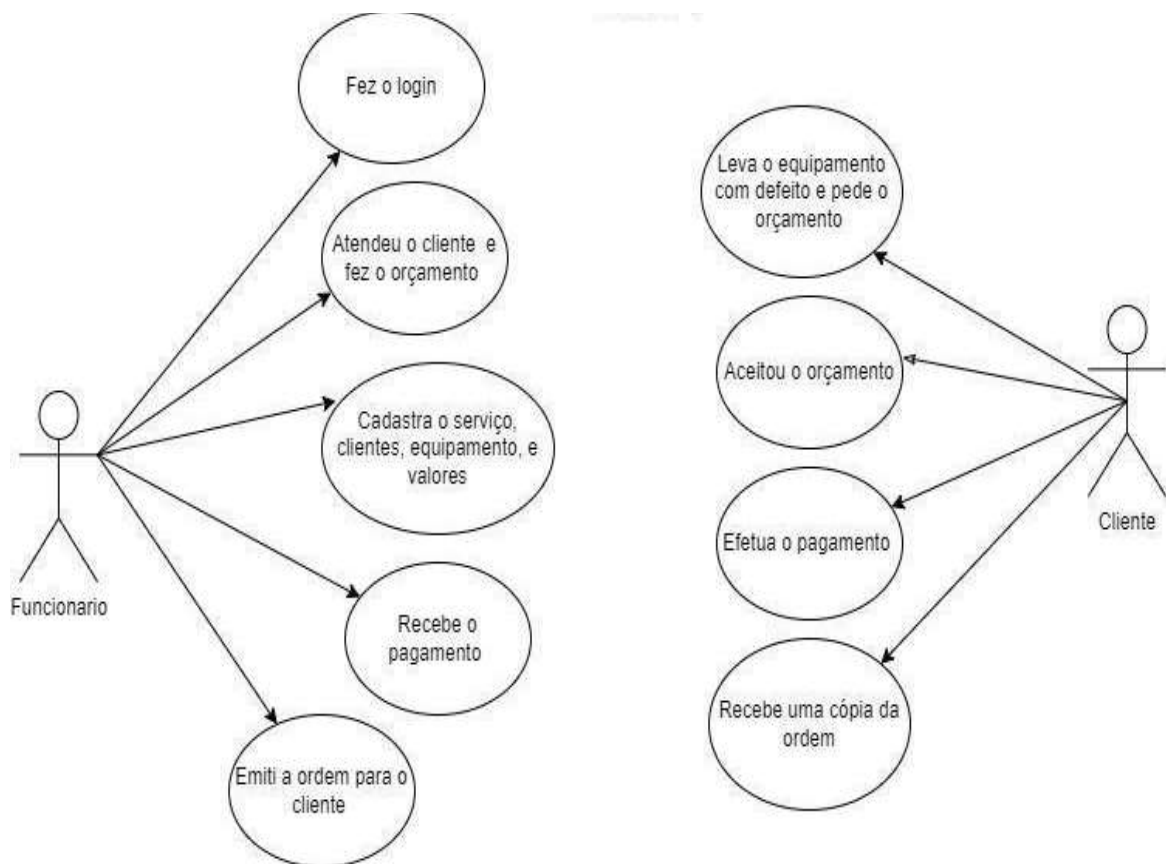 Fez o login
Atendeu o cliente e
fez o orçamento
Cadastra o serviço,
clientes, equipamento, e
valores
Funcionario
Recebe o
pagamento
Emiti a ordem para o
cliente
Leva o equipamento
com defeito e pede o
orçamento
Aceitou o orçamento
Efetua o pagamento
Cliente
Recebe uma cópia da
ordem